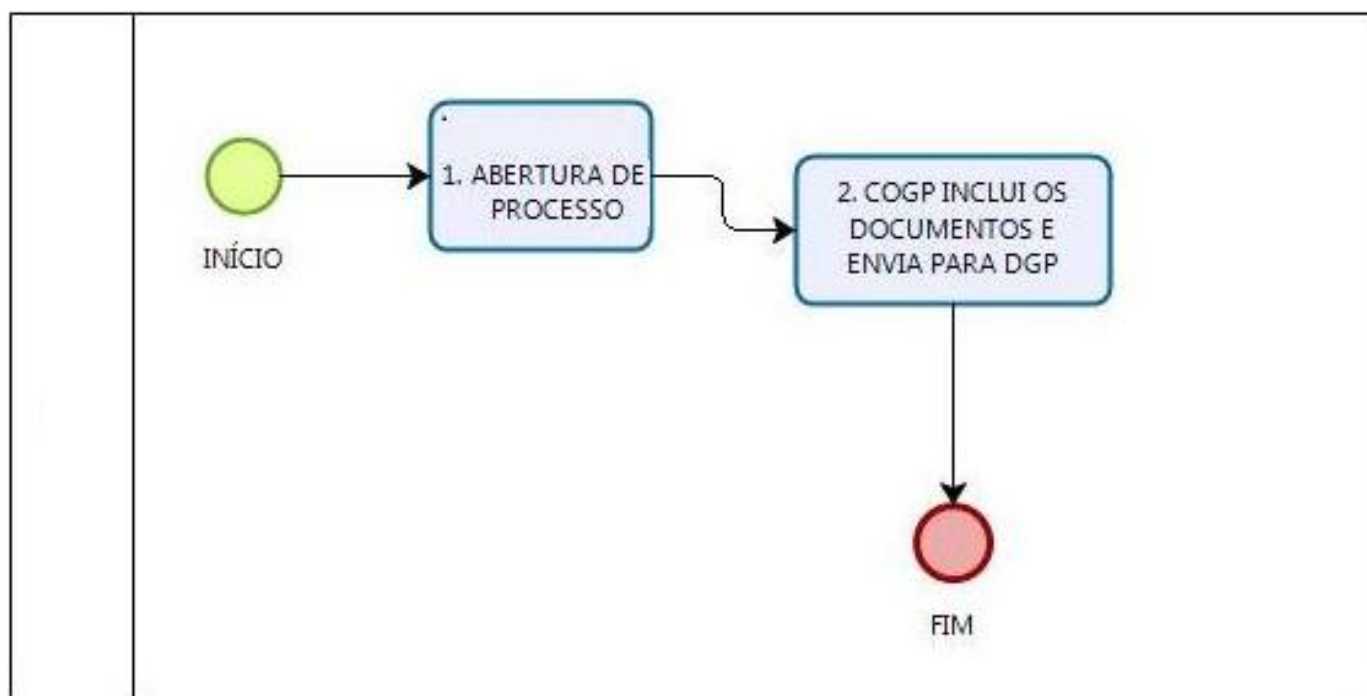 1. ABERTURA DE
PROCESSO
2. COGP INCLUI OS
DOCUMENTOS E
ENVIA PARA DGP
INÍCIO
FIM